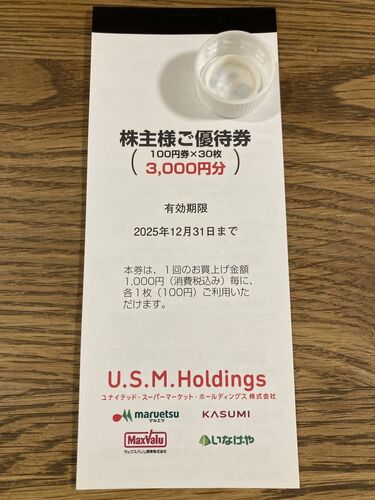 株主様ご優待券
(100円券×30枚
3,000円分)
有効期限
2025年12月31日まで
本券は、1回のお買上げ金額
1,000円（消費税込み）毎に、
各1枚（100円）ご利用いた
だけます。
U.S.M.Holdings
ユナイテッド・スーパーマーケット・ホールディングス株式会社
maruetsu KASUMI
マルエツ
MaxValu いなげや
マックスバリュ関東株式会社